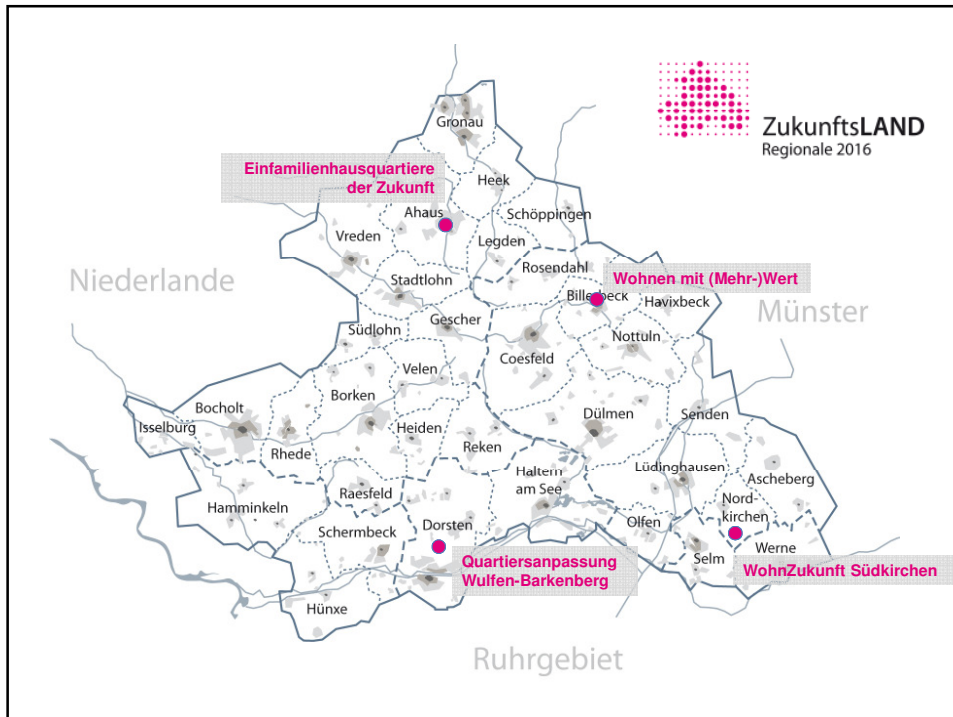 ZukunftsLAND
Regionale 2016
Gronau
Einfamilienhausquartiere
der Zukunft
Heek
Ahaus
Schöppingen
Vreden
Legden
Rosendahl
Niederlande
Stadtlohn
Wohnen mit (Mehr-)Wert
Billerbeck
Havixbeck
Münster
Südlohn
Gescher
Nottuln
Coesfeld
Velen
Borken
Bocholt
Dülmen
Senden
Isselburg
Heiden
Rhede
Reken
Haltern
am See
Lüdinghausen
Ascheberg
Raesfeld
Nord-
kirchen
Hamminkeln
Schermbeck
Dorsten
Olfen
Werne
Selm
Quartiersanpassung
Wulfen-Barkenberg
WohnZukunft Südkirchen
Hünxe
Ruhrgebiet